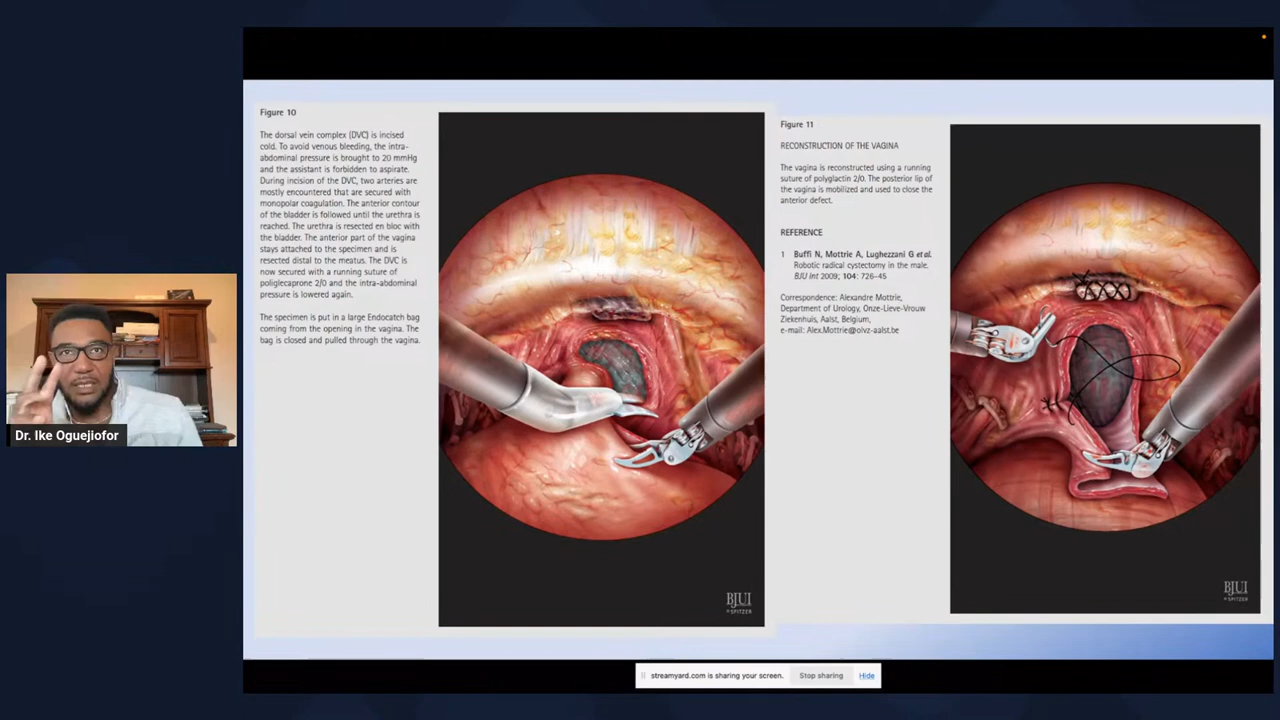 Figure 10
The dorsal vein complex (DVC) is incised
cold. To avoid venous bleeding, the intra-
abdominal pressure is brought to 20 mmHg
and the assistant is forbidden to aspirate.
During incision of the DVC, two arteries are
mostly encountered that are secured with
monopolar coagulation. The anterior contour
of the bladder is followed until the urethra is
reached. The urethra is resected en bloc with
the bladder. The anterior part of the vagina
stays attached to the specimen and is
resected distal to the meatus. The DVC is
now secured with a running suture of
poliglecaprone 2/0 and the intra-abdominal
pressure is lowered again.
The specimen is put in a large Endocatch bag
coming from the opening in the vagina. The
bag is closed and pulled through the vagina.
BJUI
© SPITZER
Figure 11
RECONSTRUCTION OF THE VAGINA
The vagina is reconstructed using a running
suture of polyglactin 2/0. The posterior lip of
the vagina is mobilized and used to close the
anterior defect.
REFERENCE
1 Buffi N, Mottrie A, Lughezzani G et al.
Robotic radical cystectomy in the male.
BJU Int 2009; 104: 726–45
Correspondence: Alexandre Mottrie,
Department of Urology, Onze-Lieve-Vrouw
Ziekenhuis, Aalst, Belgium,
e-mail: Alex.Mottrie@olvz-aalst.be
BJUI
© SPITZER
Dr. Ike Oguejiofor
streamyard.com is sharing your screen.
Stop sharing
Hide